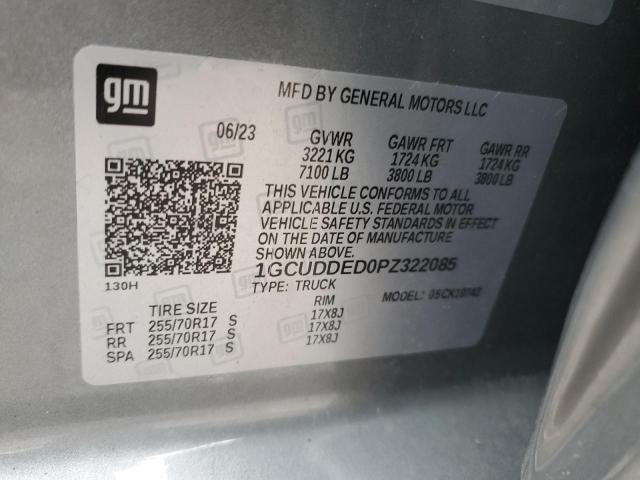 gm
MFD BY GENERAL MOTORS LLC
06/23 GVWR GAWR FRT GAWR RR
3221 KG 1724 KG 1724 KG
7100 LB 3800 LB 3800 LB
THIS VEHICLE CONFORMS TO ALL
APPLICABLE U.S. FEDERAL MOTOR
VEHICLE SAFETY STANDARDS IN EFFECT
ON THE DATE OF MANUFACTURE
SHOWN ABOVE.
1GCUDDED0PZ322085
130H
TYPE: TRUCK MODEL:
TIRE SIZE RIM
FRT 255/70R17 S 17X8J
RR 255/70R17 S 17X8J
SPA 255/70R17 S 17X8J